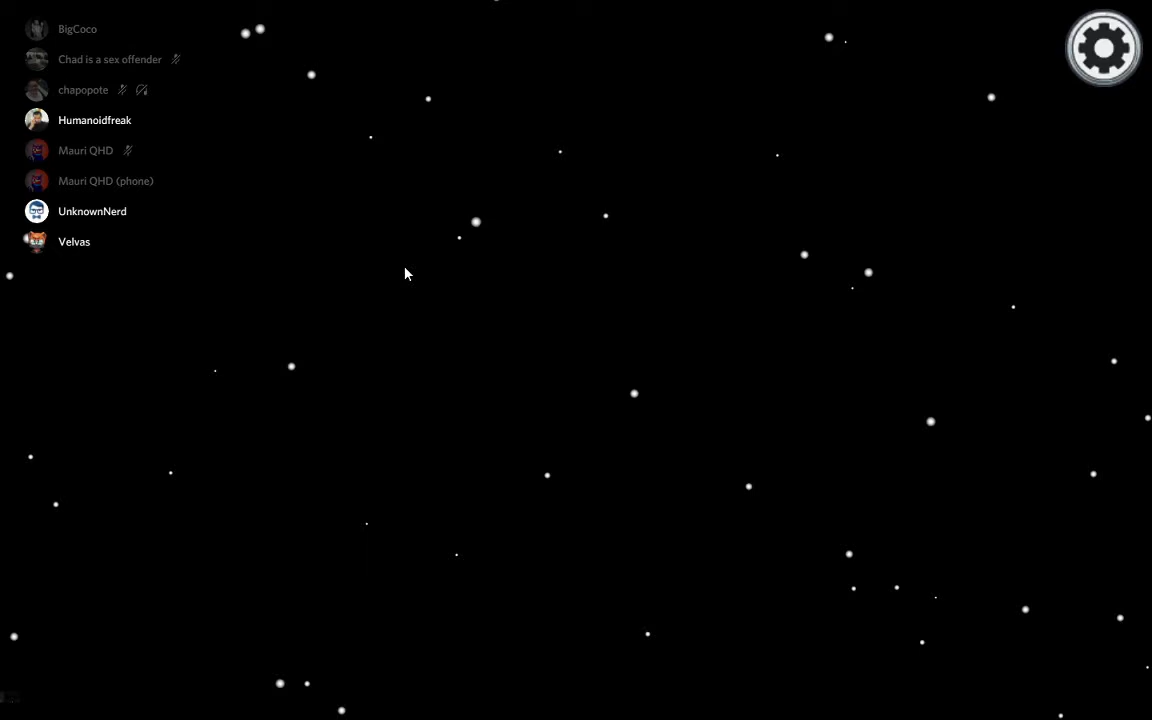 BigCoco
Chad is a sex offender
chapopote
Humanoidfreak
Mauri QHD
Mauri QHD (phone)
UnknownNerd
Velvas